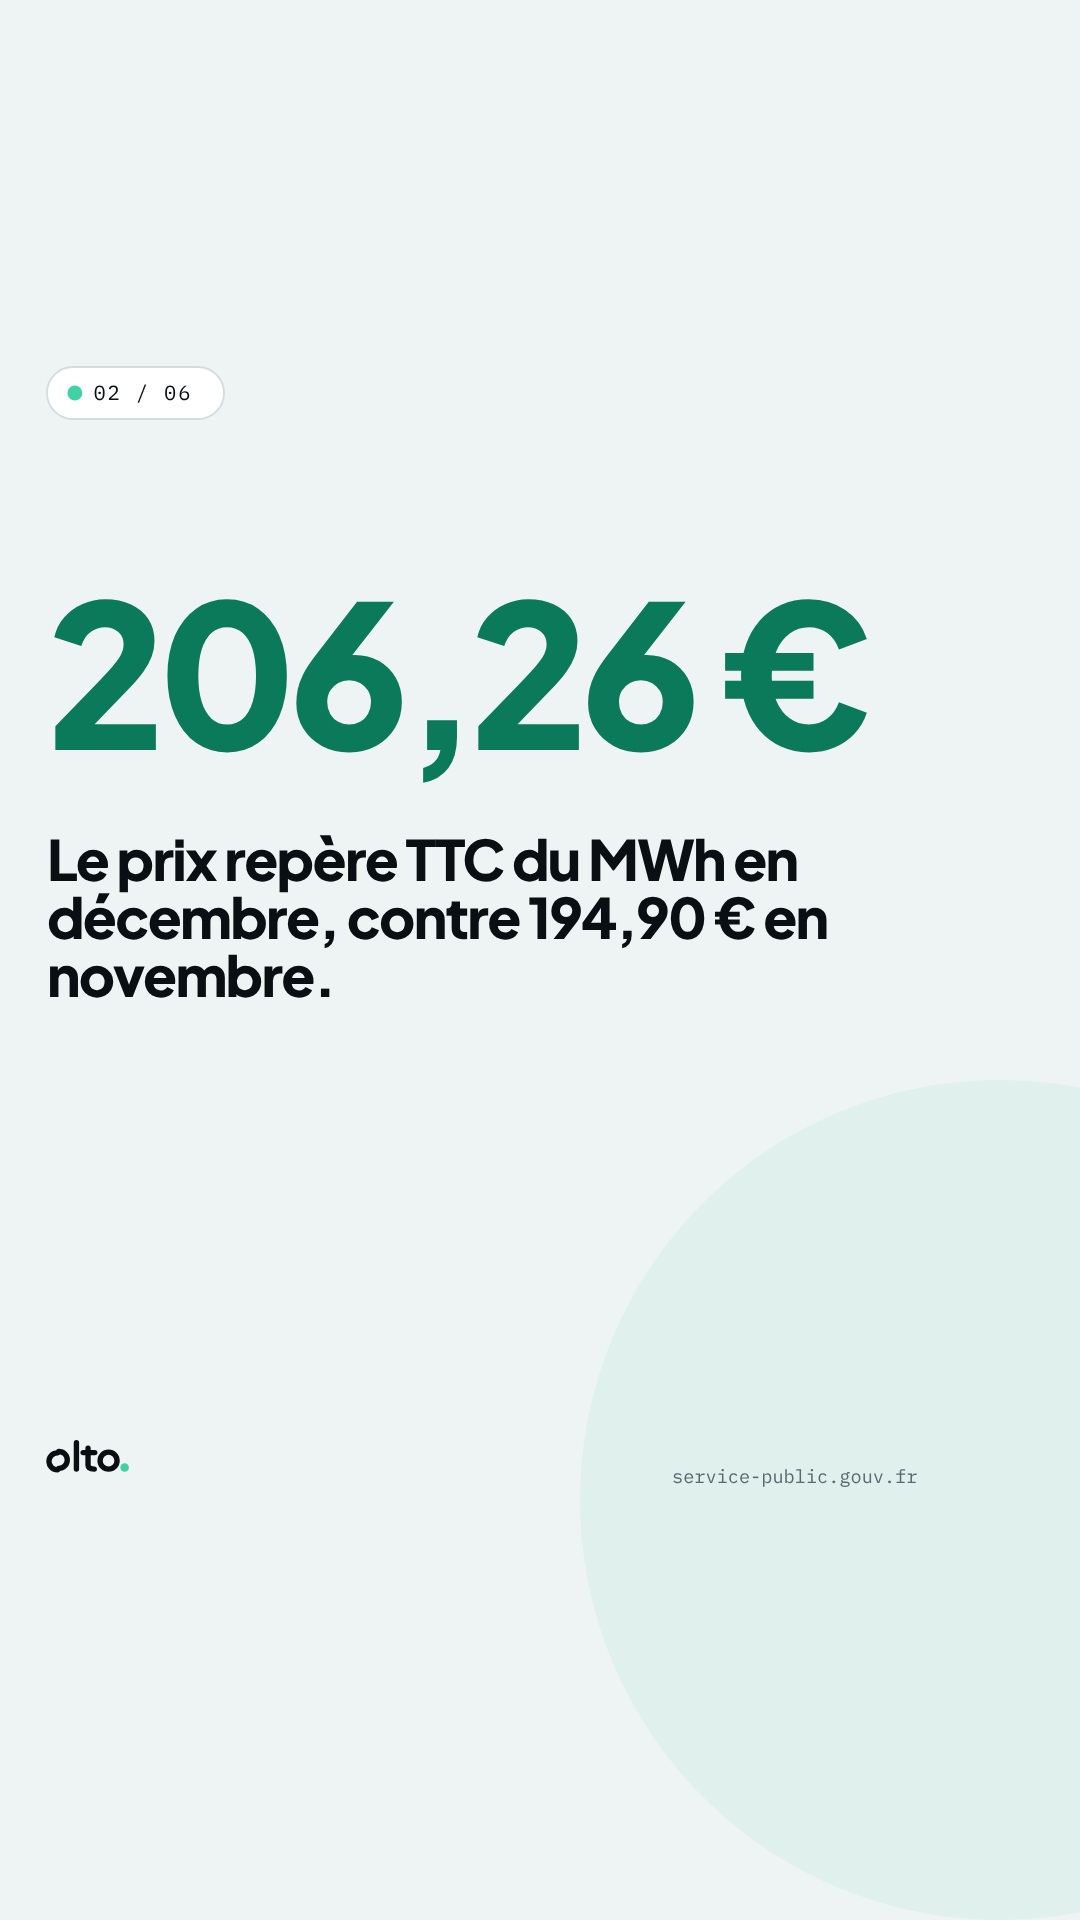 02 / 06
206,26 €
Le prix repère TTC du MWh en
décembre, contre 194,90 € en
novembre.
olto.
service-public.gouv.fr